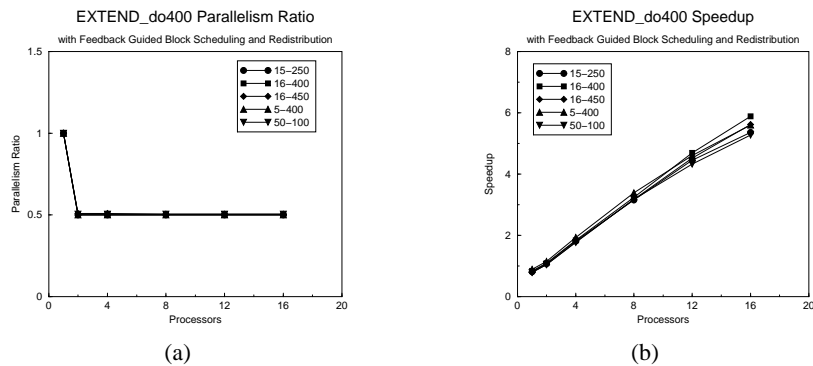 EXTEND_do400 Parallelism Ratio
with Feedback Guided Block Scheduling and Redistribution
1.5
1
0.5
0
Parallelism Ratio
15−250
16−400
16−450
5−400
50−100
0 4 8 12 16 20
Processors
(a)
EXTEND_do400 Speedup
with Feedback Guided Block Scheduling and Redistribution
8
6
4
2
0
Speedup
15−250
16−400
16−450
5−400
50−100
0 4 8 12 16 20
Processors
(b)